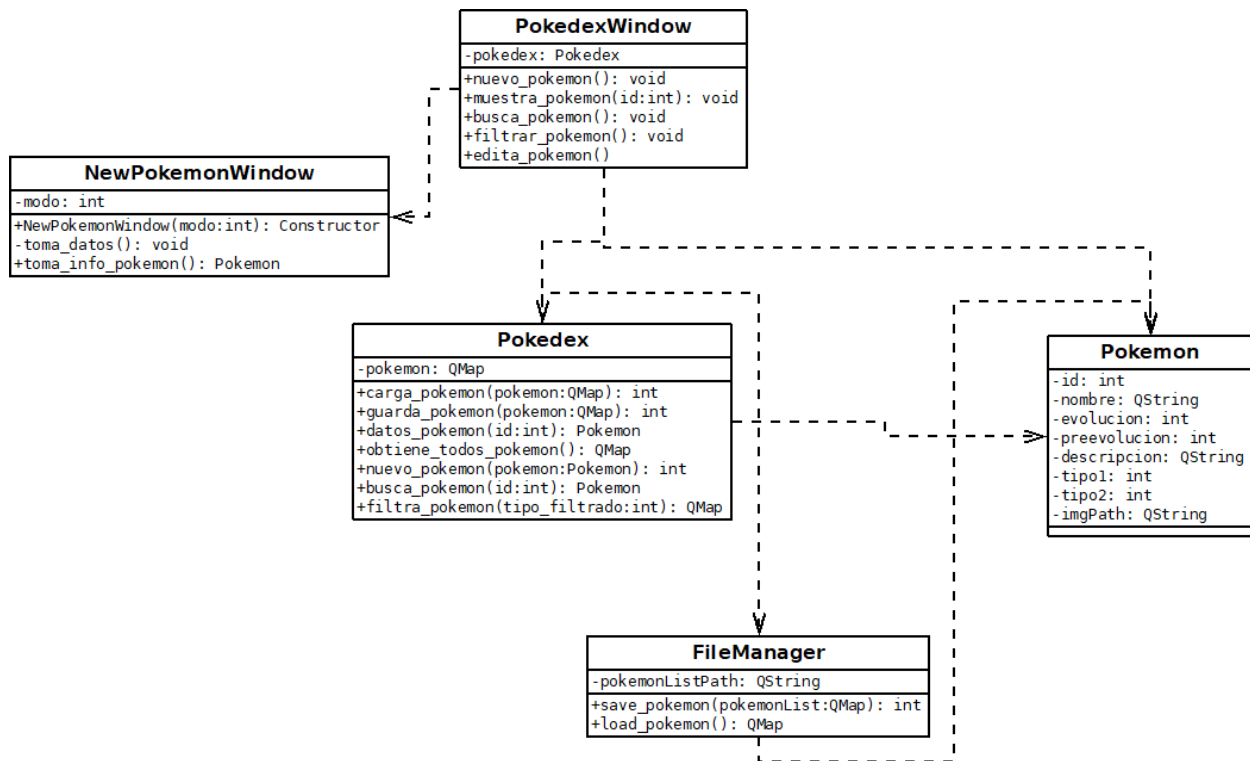 PokedexWindow
-pokedex: Pokedex
+nuevo_pokemon(): void
+muestra_pokemon(id:int): void
+busca_pokemon(): void
+filtrar_pokemon(): void
+edita_pokemon()
NewPokemonWindow
-modo: int
+NewPokemonWindow(modo:int): Constructor
-toma_datos(): void
+toma_info_pokemon(): Pokemon
Pokedex
-pokemon: QMap
+carga_pokemon(pokemon:QMap): int
+guarda_pokemon(pokemon:QMap): int
+datos_pokemon(id:int): Pokemon
+obtiene_todos_pokemon(): QMap
+nuevo_pokemon(pokemon:Pokemon): int
+busca_pokemon(id:int): Pokemon
+filtra_pokemon(tipo_filtrado:int): QMap
Pokemon
-id: int
-nombre: QString
-evolucion: int
-preevolucion: int
-descripcion: QString
-tipo1: int
-tipo2: int
-imgPath: QString
FileManager
-pokemonListPath: QString
+save_pokemon(pokemonList:QMap): int
+load_pokemon(): QMap